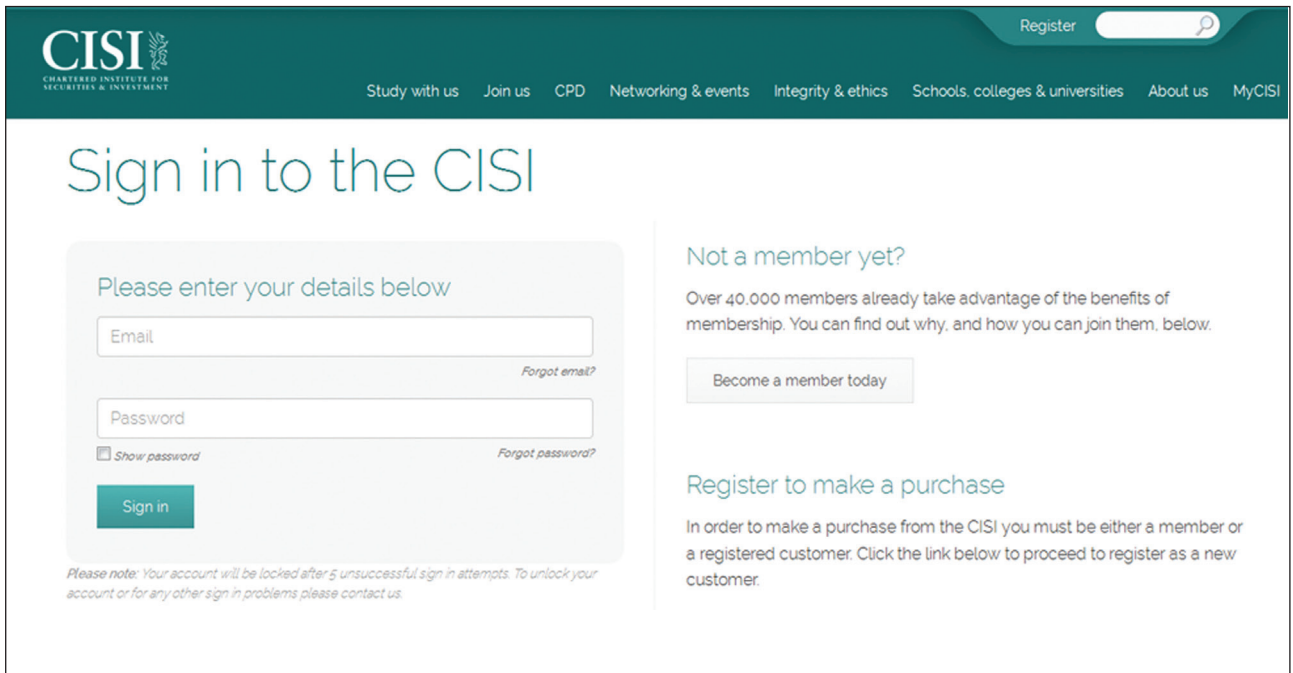 Register
CISI
CHARTERED INSTITUTE FOR
SECURITIES & INVESTMENT
Study with us Join us CPD Networking & events Integrity & ethics Schools, colleges & universities About us MyCISI
Sign in to the CISI
Please enter your details below
Email
Forgot email?
Password
Show password Forgot password?
Sign in
Please note: Your account will be locked after 5 unsuccessful sign in attempts. To unlock your
account or for any other sign in problems please contact us.
Not a member yet?
Over 40,000 members already take advantage of the benefits of
membership. You can find out why, and how you can join them, below.
Become a member today
Register to make a purchase
In order to make a purchase from the CISI you must be either a member or
a registered customer. Click the link below to proceed to register as a new
customer.